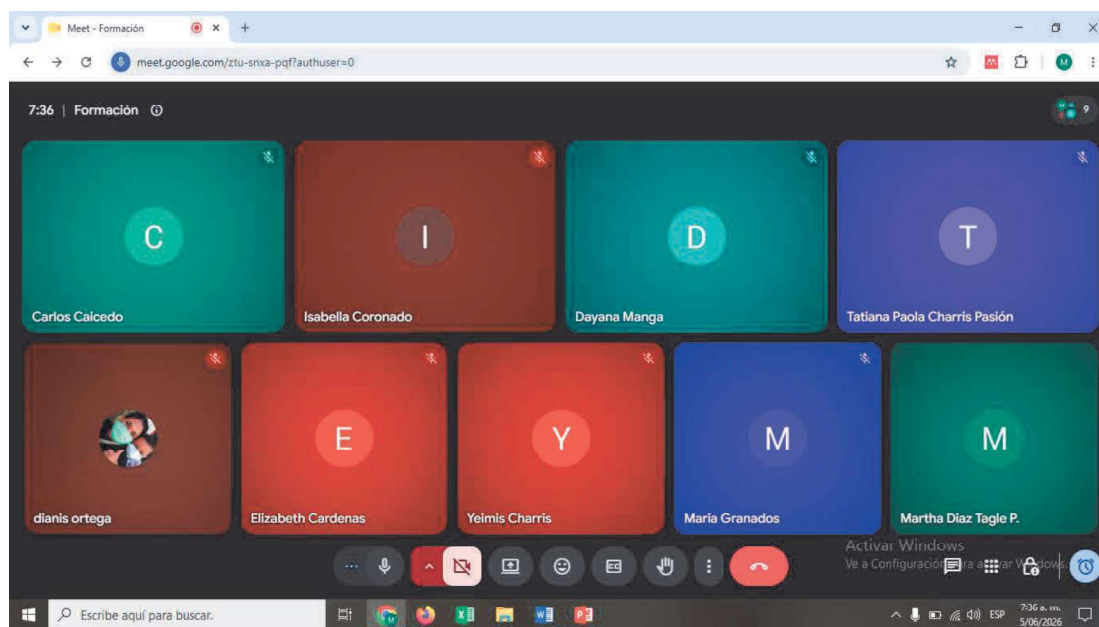 Meet - Formación
meet.google.com/ztu-snxa-pqf?authuser=0
M
7:36 | Formación
9
C
I
D
T
Carlos Caicedo
Isabella Coronado
Dayana Manga
Tatiana Paola Charris Pasión
E
Y
M
M
dianis ortega
Elizabeth Cardenas
Yeimis Charris
Maria Granados
Martha Diaz Tagle P.
Activar Windows
Ve a Configuración para activar Windows.
CC
Escribe aquí para buscar.
ESP
7:36 a. m.
5/06/2026